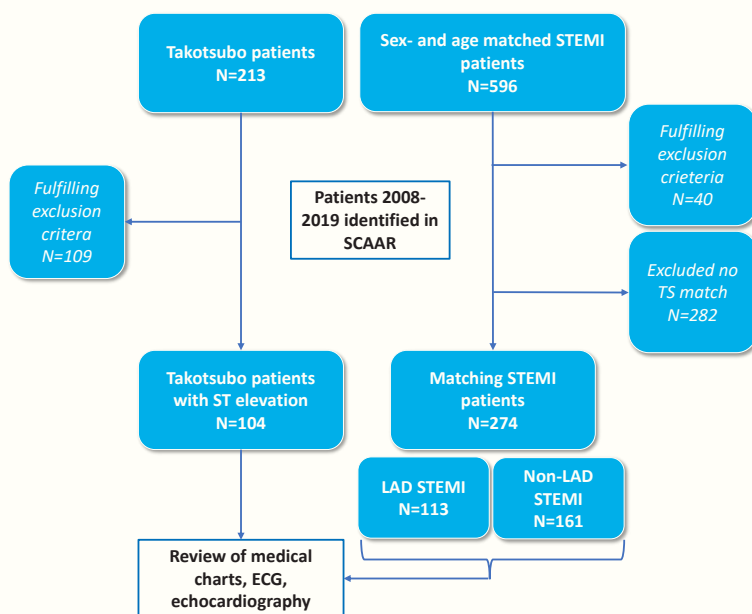 Takotsubo patients
N=213
Sex- and age matched STEMI
patients
N=596
Fulfilling
exclusion
crieteria
N=40
Fulfilling
exclusion
critera
N=109
Patients 2008-
2019 identified in
SCAAR
Excluded no
TS match
N=282
Takotsubo patients
with ST elevation
N=104
Matching STEMI
patients
N=274
LAD STEMI
N=113
Non-LAD
STEMI
N=161
Review of medical
charts, ECG,
echocardiography